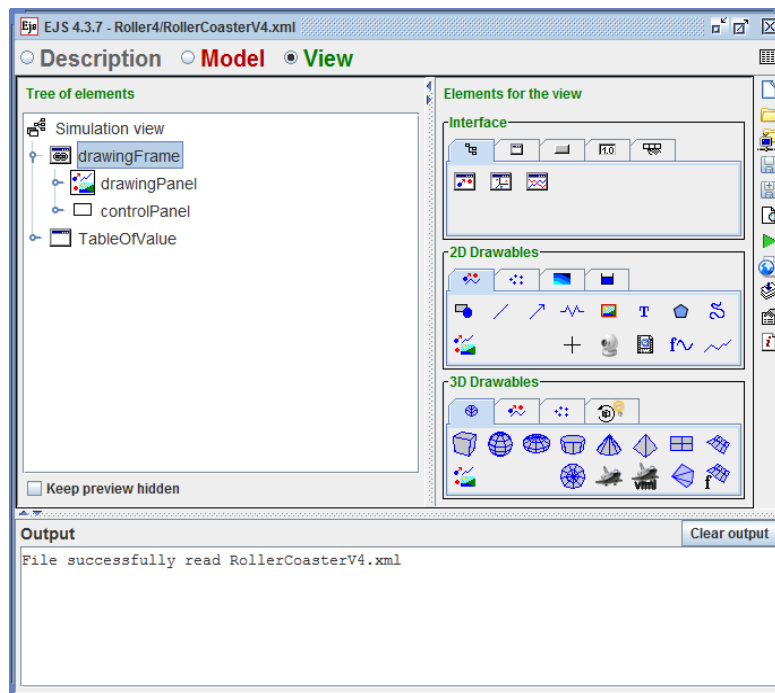 Ejs EJS 4.3.7 - Roller4/RollerCoasterV4.xml
Description Model View
Tree of elements
Simulation view
drawingFrame
drawingPanel
controlPanel
TableOfValue
Keep preview hidden
Elements for the view
Interface
1.0
2D Drawables
T
f
3D Drawables
vrml
f
Output
Clear output
File successfully read RollerCoasterV4.xml